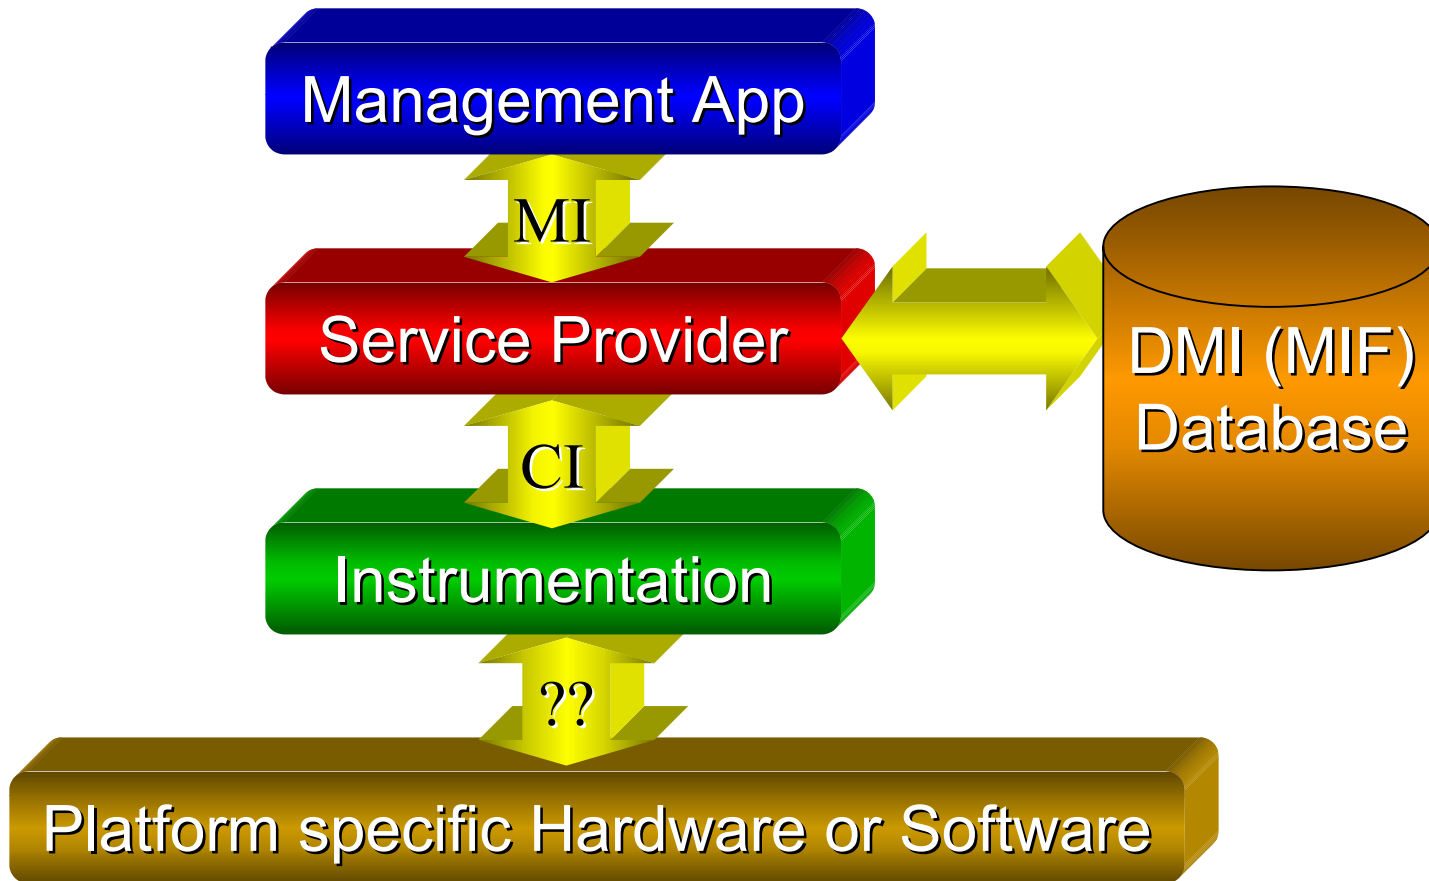 Management App
MI
Service Provider
DMI (MIF)
Database
CI
Instrumentation
??
Platform specific Hardware or Software